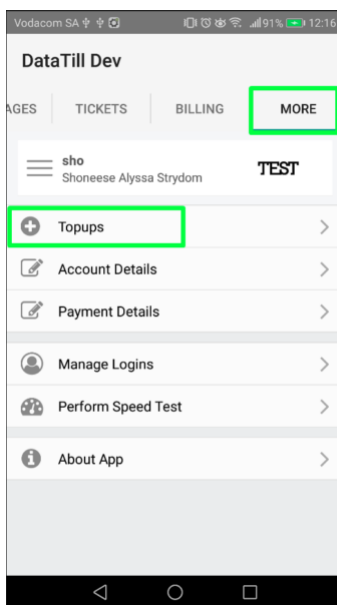 Vodacom SA 91% 12:16
DataTill Dev
AGES TICKETS BILLING MORE
sho
Shoneese Alyssa Strydom
TEST
Topups
Account Details
Payment Details
Manage Logins
Perform Speed Test
About App